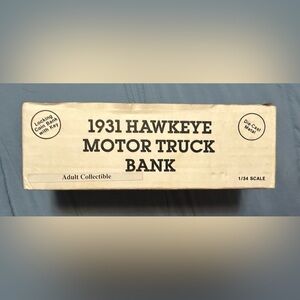 Locking
Coin Bank
with Key
1931 HAWKEYE
MOTOR TRUCK
BANK
Die Cast
Metal
Adult Collectible
1/34 SCALE